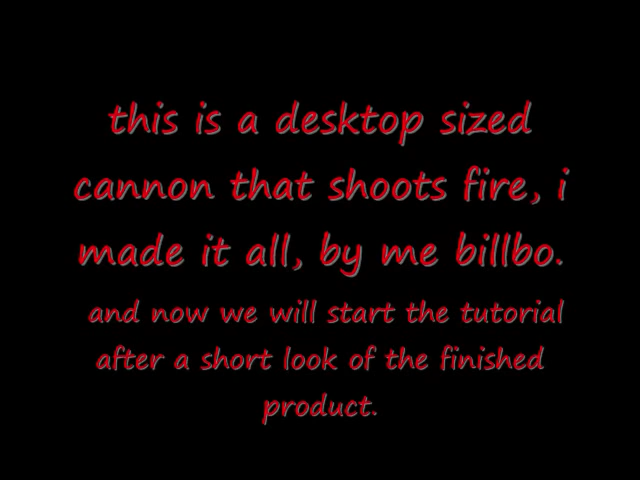 this is a desktop sized
cannon that shoots fire, i
made it all, by me billbo.
and now we will start the tutorial
after a short look of the finished
product.